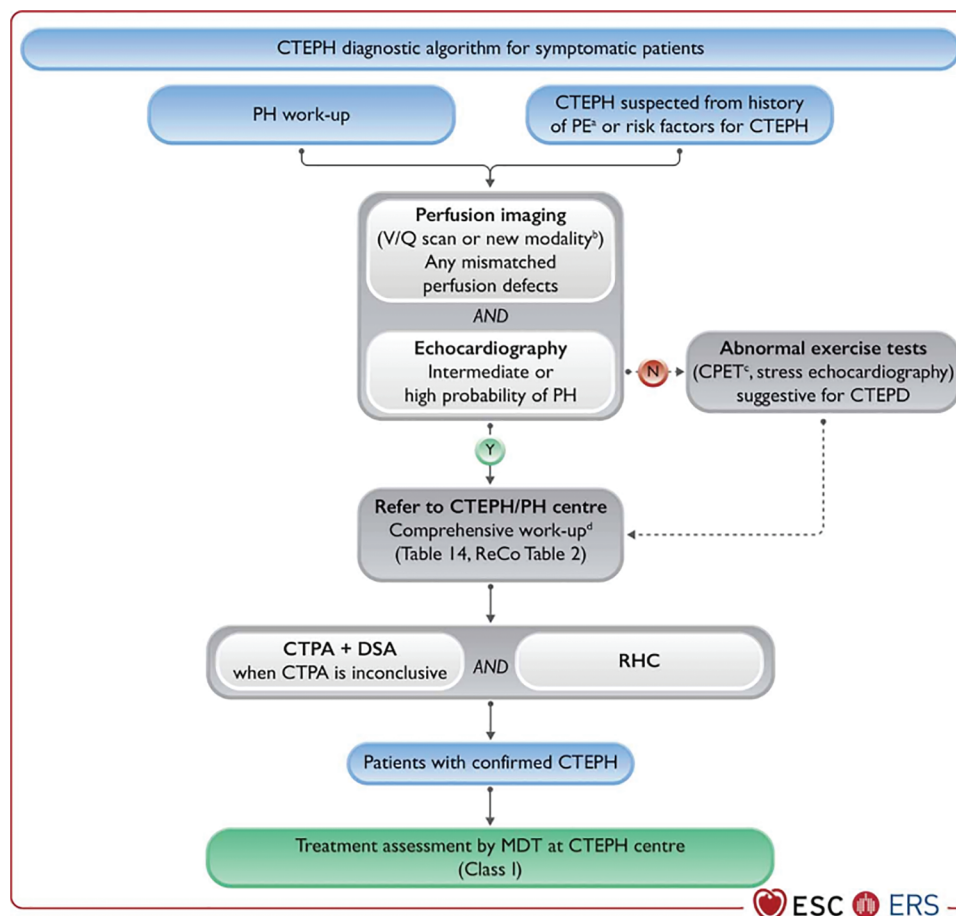 CTEPH diagnostic algorithm for symptomatic patients
PH work-up
CTEPH suspected from history
of PEᵃ or risk factors for CTEPH
Perfusion imaging
(V/Q scan or new modalityᵇ)
Any mismatched
perfusion defects
AND
Echocardiography
Intermediate or
high probability of PH
N
Abnormal exercise tests
(CPETᶜ, stress echocardiography)
suggestive for CTEPD
Y
Refer to CTEPH/PH centre
Comprehensive work-upᵈ
(Table 14, ReCo Table 2)
CTPA + DSA
when CTPA is inconclusive
AND
RHC
Patients with confirmed CTEPH
Treatment assessment by MDT at CTEPH centre
(Class I)
ESC ERS